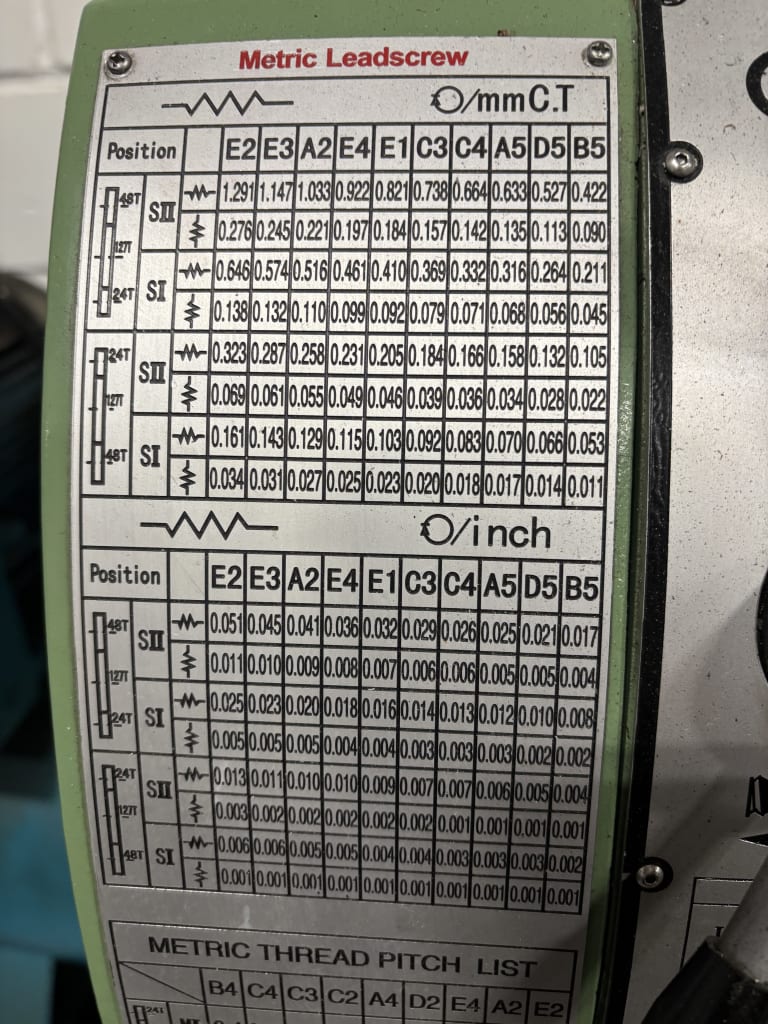 Metric Leadscrew
/mm C.T
Position E2 E3 A2 E4 E1 C3 C4 A5 D5 B5
48T SII 1.291 1.147 1.033 0.922 0.821 0.738 0.664 0.633 0.527 0.422
127T 0.276 0.245 0.221 0.197 0.184 0.157 0.142 0.135 0.113 0.090
24T SI 0.646 0.574 0.516 0.461 0.410 0.369 0.332 0.316 0.264 0.211
0.138 0.132 0.110 0.099 0.092 0.079 0.071 0.068 0.056 0.045
24T SII 0.323 0.287 0.258 0.231 0.205 0.184 0.166 0.158 0.132 0.105
127T 0.069 0.061 0.055 0.049 0.046 0.039 0.036 0.034 0.028 0.022
48T SI 0.161 0.143 0.129 0.115 0.103 0.092 0.083 0.070 0.066 0.053
0.034 0.031 0.027 0.025 0.023 0.020 0.018 0.017 0.014 0.011
/inch
Position E2 E3 A2 E4 E1 C3 C4 A5 D5 B5
48T SII 0.051 0.045 0.041 0.036 0.032 0.029 0.026 0.025 0.021 0.017
127T 0.011 0.010 0.009 0.008 0.007 0.006 0.006 0.005 0.005 0.004
24T SI 0.025 0.023 0.020 0.018 0.016 0.014 0.013 0.012 0.010 0.008
0.005 0.005 0.005 0.004 0.004 0.003 0.003 0.003 0.002 0.002
24T SII 0.013 0.011 0.010 0.010 0.009 0.007 0.007 0.006 0.005 0.004
127T 0.003 0.002 0.002 0.002 0.002 0.002 0.001 0.001 0.001 0.001
48T SI 0.006 0.006 0.005 0.005 0.004 0.004 0.003 0.003 0.003 0.002
0.001 0.001 0.001 0.001 0.001 0.001 0.001 0.001 0.001 0.001
METRIC THREAD PITCH LIST
B4 C4 C3 C2 A4 D2 E4 A2 E2
24T